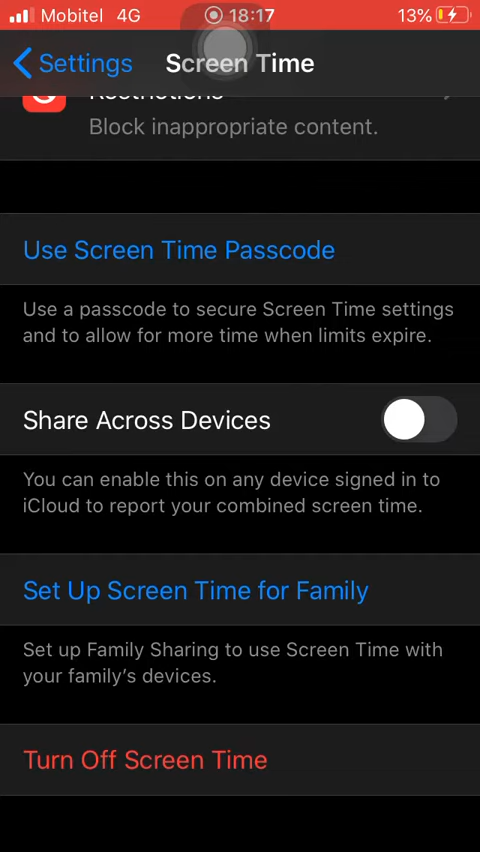 Mobitel 4G 18:17 13%
Settings Screen Time
Restrictions
Block inappropriate content.
Use Screen Time Passcode
Use a passcode to secure Screen Time settings
and to allow for more time when limits expire.
Share Across Devices
You can enable this on any device signed in to
iCloud to report your combined screen time.
Set Up Screen Time for Family
Set up Family Sharing to use Screen Time with
your family's devices.
Turn Off Screen Time